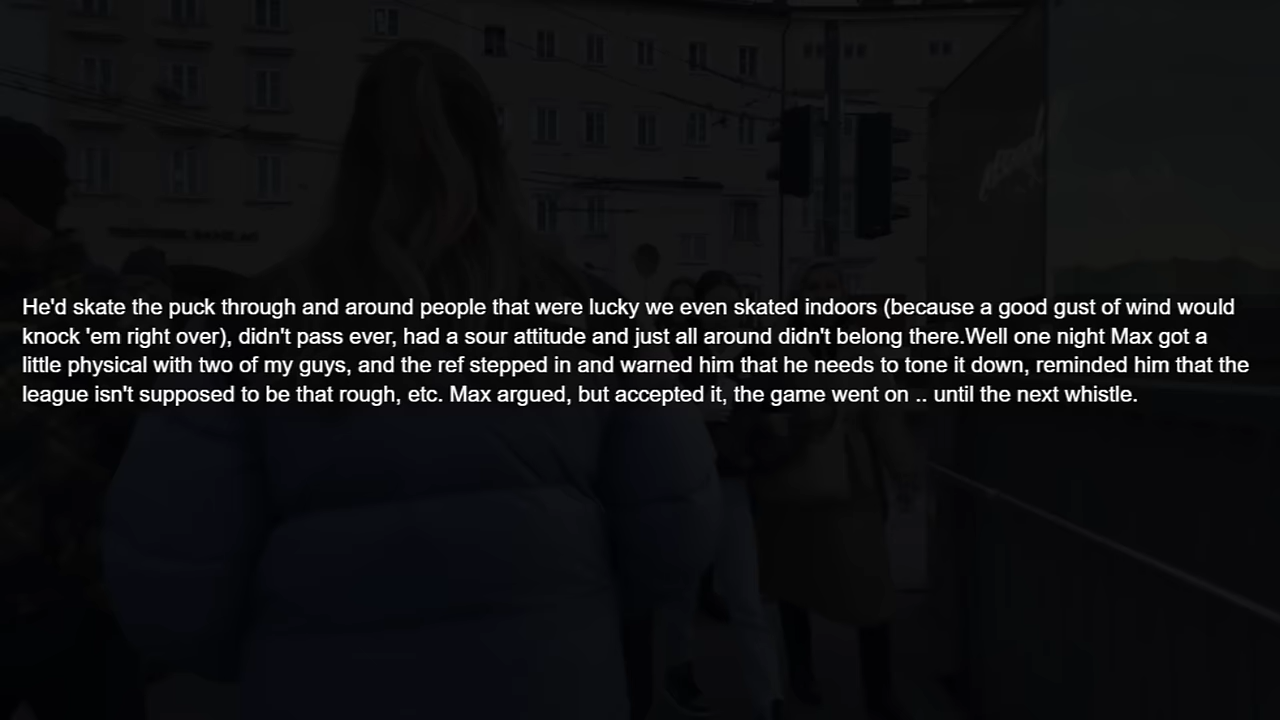 He'd skate the puck through and around people that were lucky we even skated indoors (because a good gust of wind would
knock 'em right over), didn't pass ever, had a sour attitude and just all around didn't belong there.Well one night Max got a
little physical with two of my guys, and the ref stepped in and warned him that he needs to tone it down, reminded him that the
league isn't supposed to be that rough, etc. Max argued, but accepted it, the game went on .. until the next whistle.